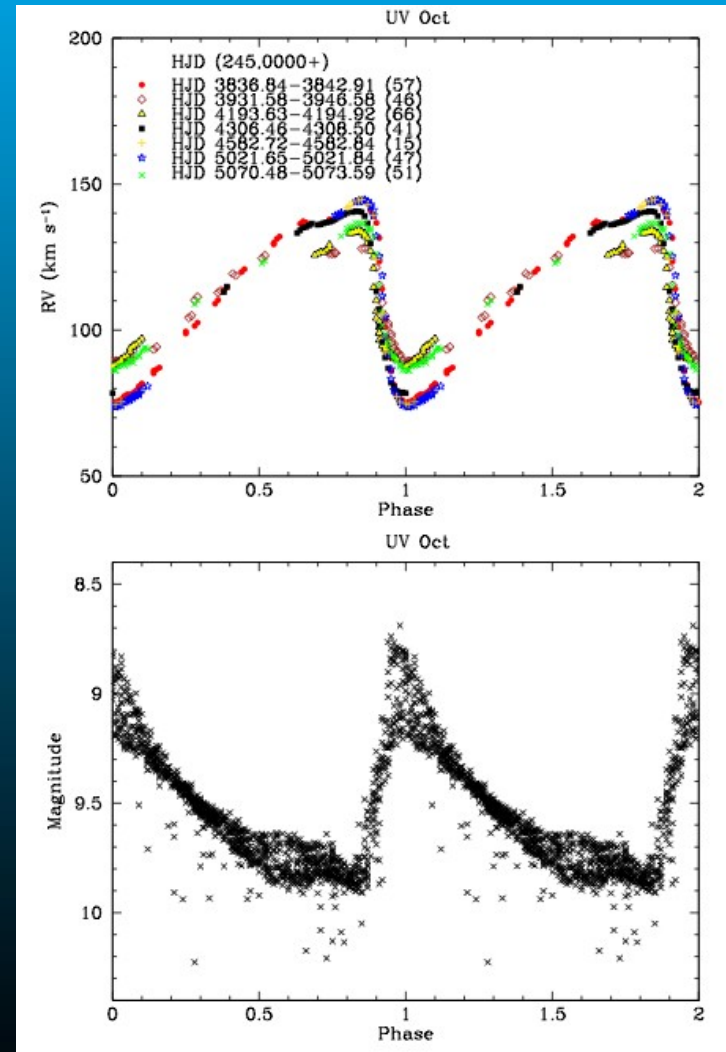 UV Oct
200
HJD (245,0000+)
HJD 3836.84-3842.91 (57)
HJD 3931.58-3946.58 (46)
HJD 4193.63-4194.92 (66)
HJD 4306.46-4308.50 (41)
HJD 4582.72-4582.84 (15)
HJD 5021.65-5021.84 (47)
HJD 5070.48-5073.59 (51)
150
RV (km s⁻¹)
100
50
0 0.5 1 1.5 2
Phase
UV Oct
8.5
9
Magnitude
9.5
10
0 0.5 1 1.5 2
Phase